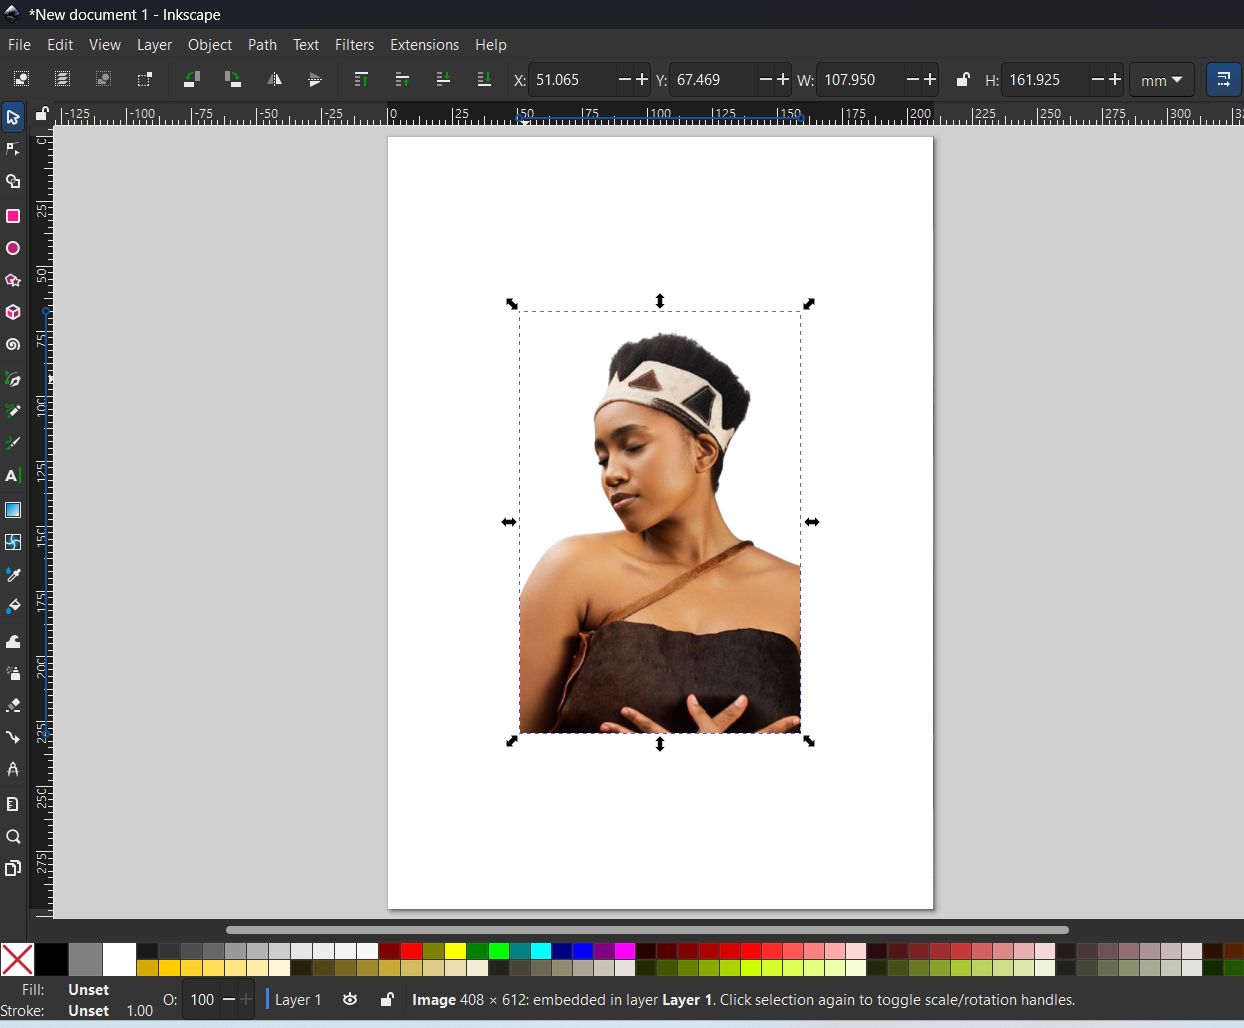 *New document 1 - Inkscape
File Edit View Layer Object Path Text Filters Extensions Help
X: 51.065 Y: 67.469 W: 107.950 H: 161.925 mm
-125 -100 -75 -50 -25 0 25 50 75 100 125 150 175 200 225 250 275 300
0
25
50
75
100
125
150
175
200
225
250
275
A
Fill: Unset
Stroke: Unset 1.00
O: 100
Layer 1
Image 408 × 612: embedded in layer Layer 1. Click selection again to toggle scale/rotation handles.